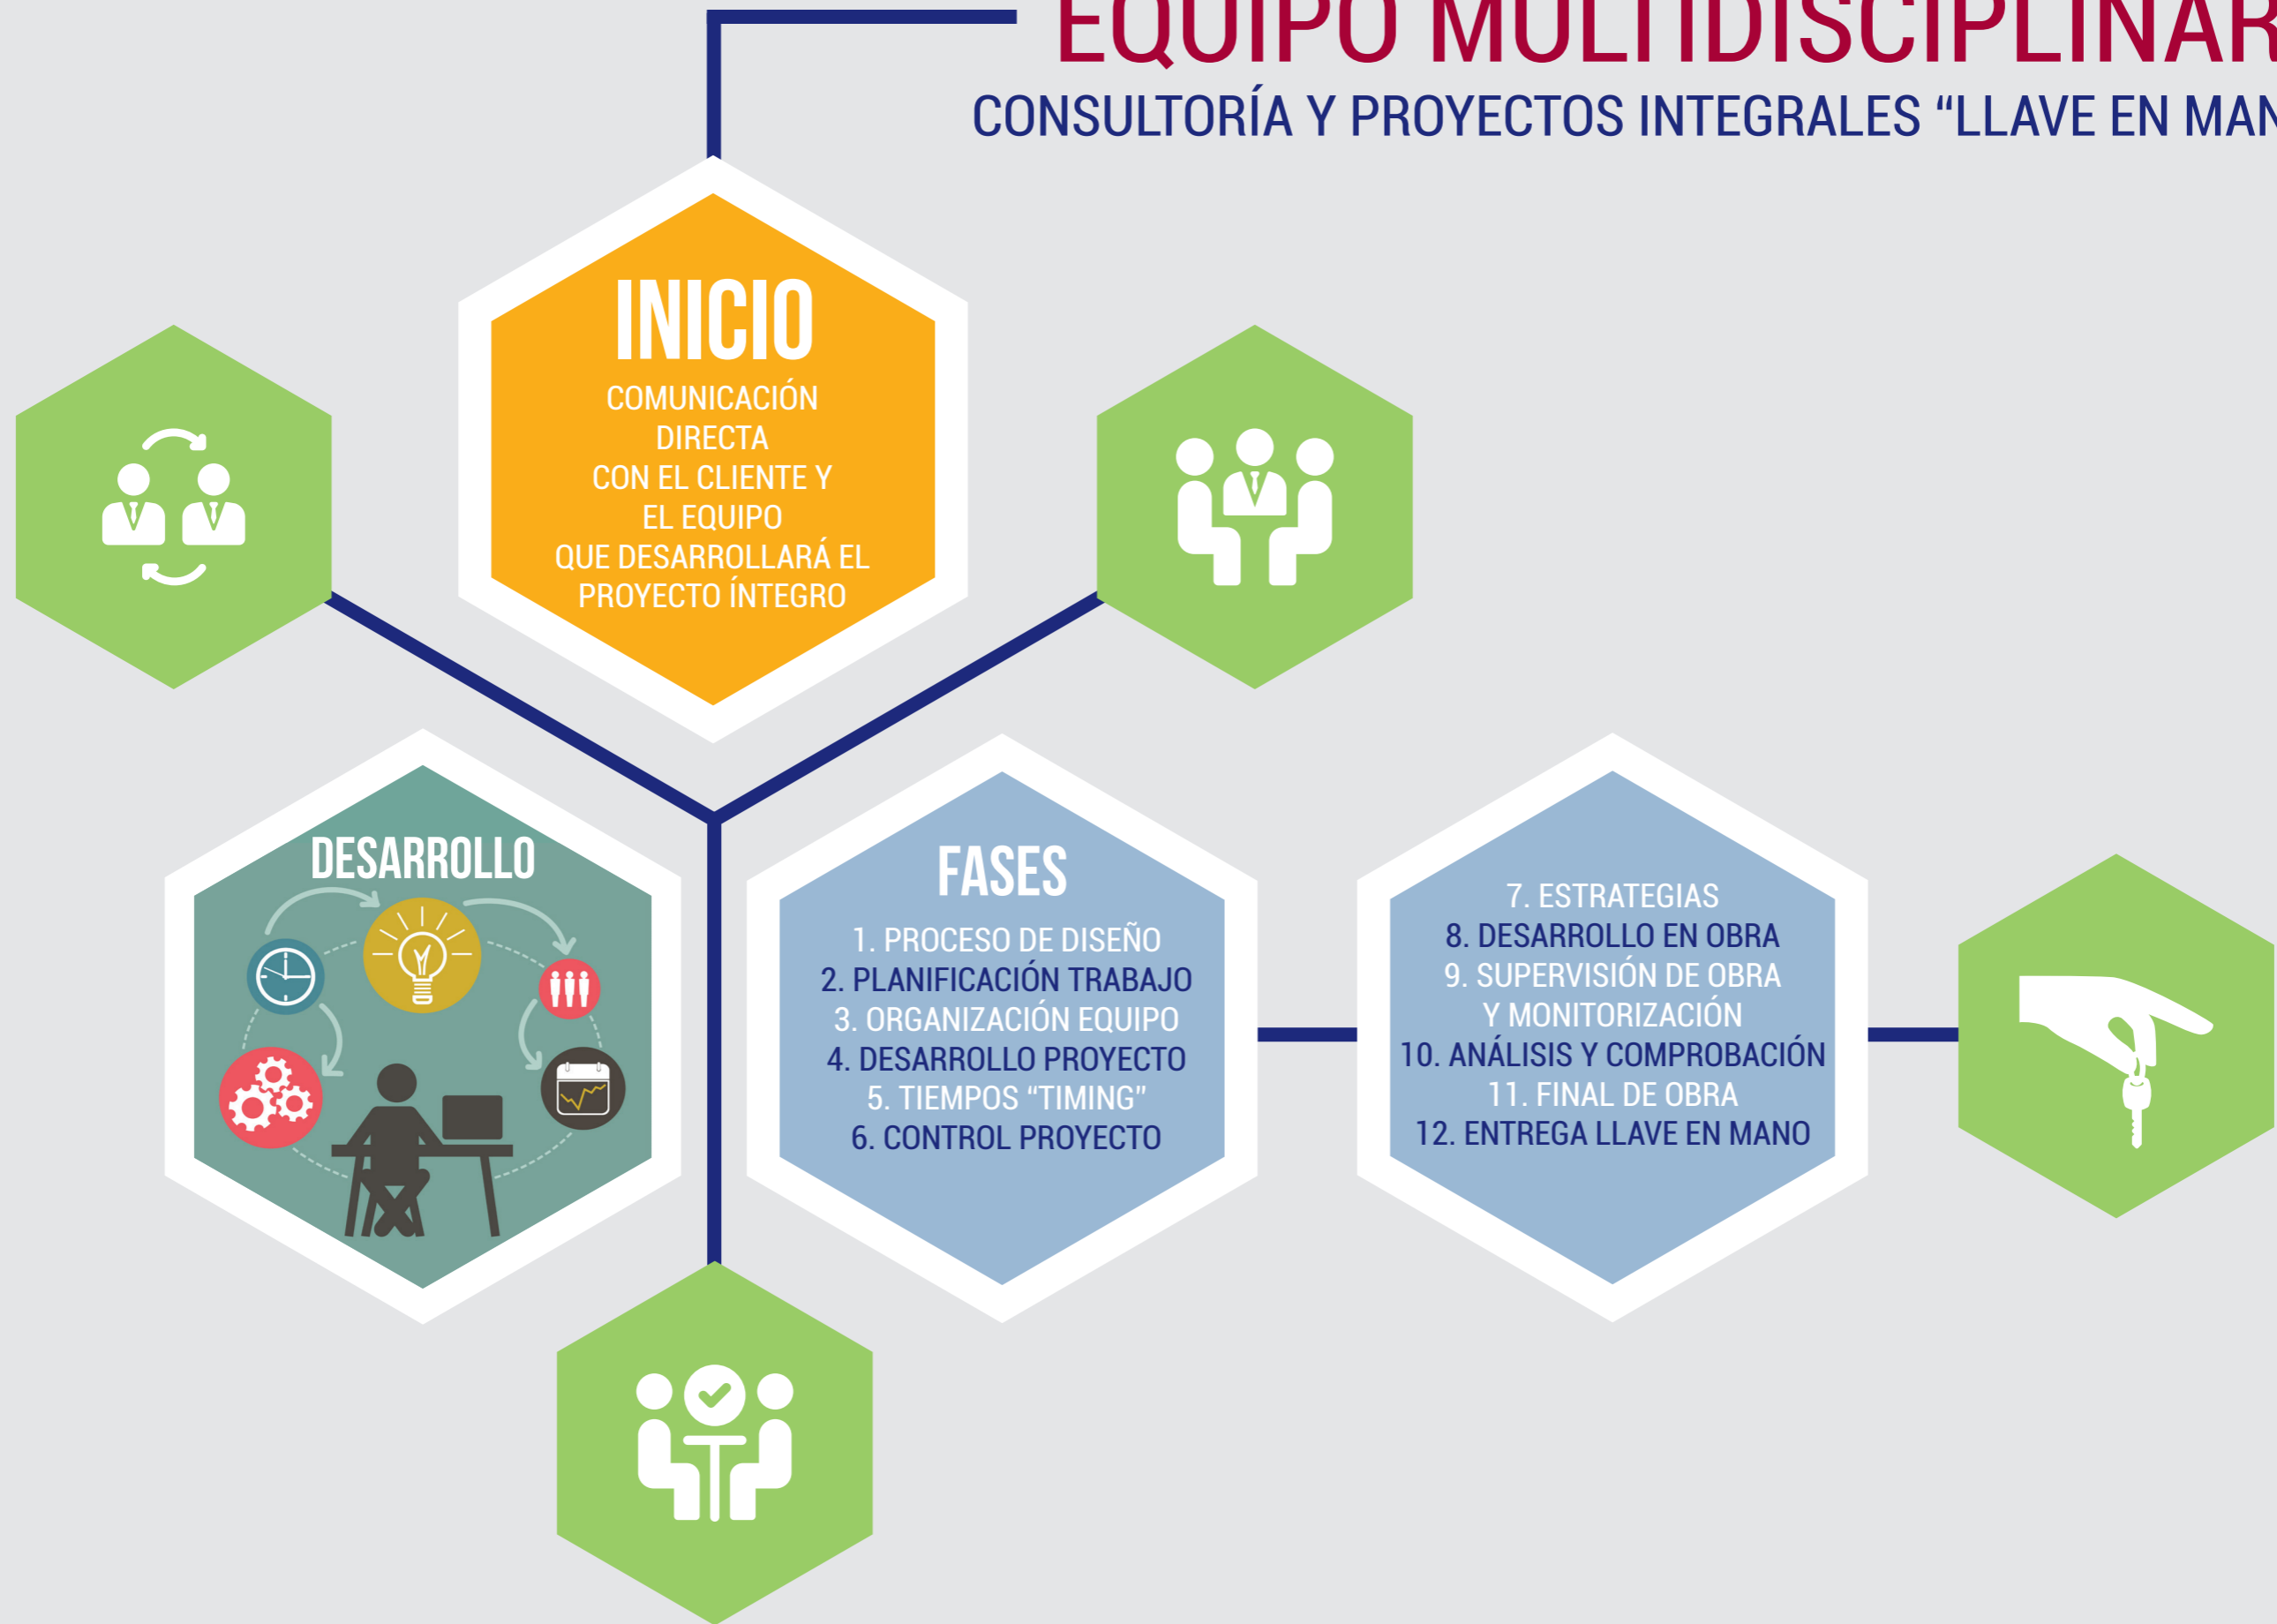 EQUIPO MULTIDISCIPLINAR
CONSULTORÍA Y PROYECTOS INTEGRALES “LLAVE EN MAN
INICIO
COMUNICACIÓN
DIRECTA
CON EL CLIENTE Y
EL EQUIPO
QUE DESARROLLARÁ EL
PROYECTO ÍNTEGRO
DESARROLLO
FASES
1. PROCESO DE DISEÑO
2. PLANIFICACIÓN TRABAJO
3. ORGANIZACIÓN EQUIPO
4. DESARROLLO PROYECTO
5. TIEMPOS “TIMING”
6. CONTROL PROYECTO
7. ESTRATEGIAS
8. DESARROLLO EN OBRA
9. SUPERVISIÓN DE OBRA
Y MONITORIZACIÓN
10. ANÁLISIS Y COMPROBACIÓN
11. FINAL DE OBRA
12. ENTREGA LLAVE EN MANO